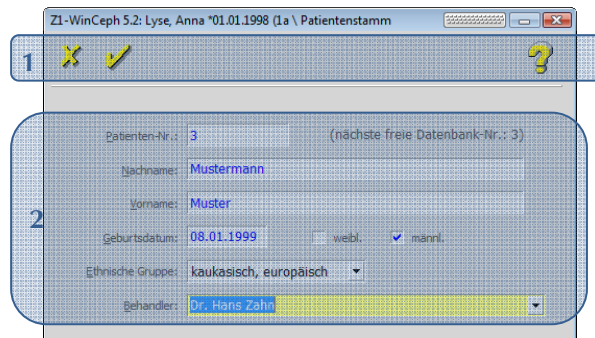 Z1-WinCeph 5.2: Lyse, Anna *01.01.1998 (1a \ Patientenstamm
1
Patienten-Nr.: 3 (nächste freie Datenbank-Nr.: 3)
Nachname: Mustermann
Vorname: Muster
2
Geburtsdatum: 08.01.1999 weibl. männl.
Ethnische Gruppe: kaukasisch, europäisch
Behandler: Dr. Hans Zahn